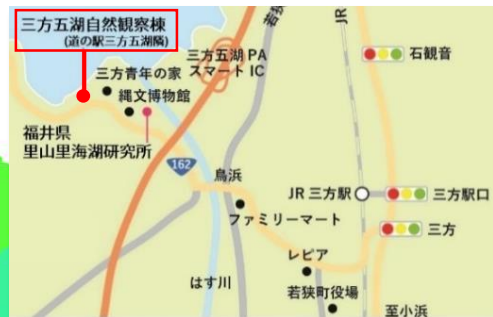 三方五湖自然観察棟
(道の駅三方五湖隣)
若狭
JR
三方五湖 PA
スマート IC
石観音
三方青年の家
縄文博物館
福井県
里山里海湖研究所
162
鳥浜
JR 三方駅
三方駅口
ファミリーマート
三方
レピア
はす川
若狭町役場
至小浜